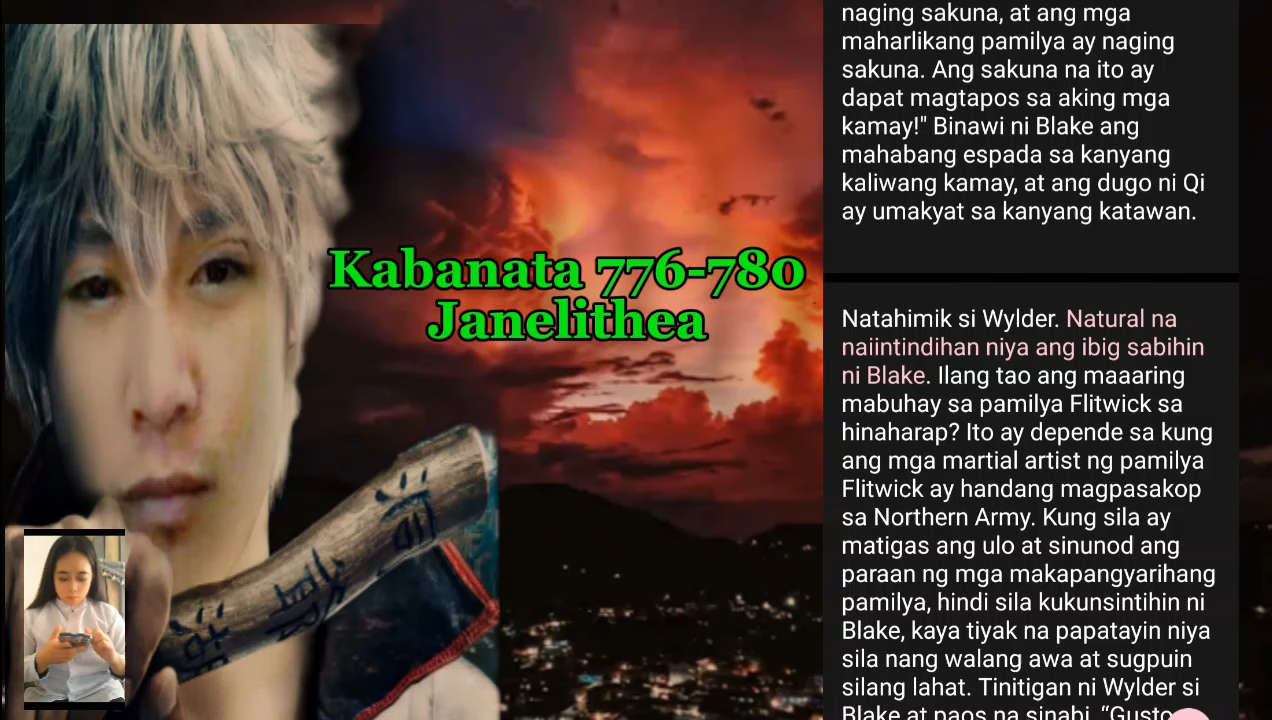 Kabanata 776-780
Janelithea
naging sakuna, at ang mga
maharlikang pamilya ay naging
sakuna. Ang sakuna na ito ay
dapat magtapos sa aking mga
kamay!" Binawi ni Blake ang
mahabang espada sa kanyang
kaliwang kamay, at ang dugo ni Qi
ay umakyat sa kanyang katawan.
Natahimik si Wylder. Natural na
naiintindihan niya ang ibig sabihin
ni Blake. Ilang tao ang maaaring
mabuhay sa pamilya Flitwick sa
hinaharap? Ito ay depende sa kung
ang mga martial artist ng pamilya
Flitwick ay handang magpasakop
sa Northern Army. Kung sila ay
matigas ang ulo at sinunod ang
paraan ng mga makapangyarihang
pamilya, hindi sila kukunsintihin ni
Blake, kaya tiyak na papatayin niya
sila nang walang awa at sugpuin
silang lahat. Tinitigan ni Wylder si
Blake at paos na sinabi, “Gusto